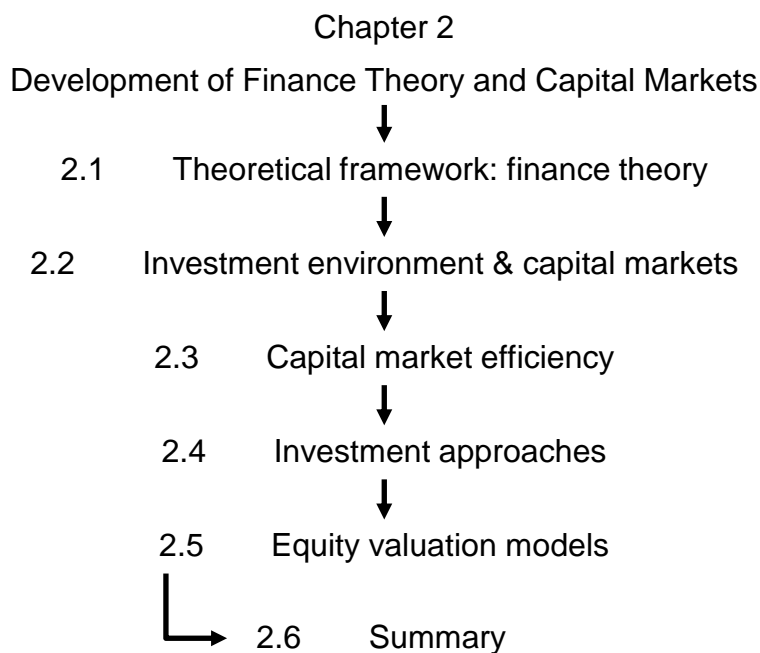 Chapter 2
Development of Finance Theory and Capital Markets
2.1 Theoretical framework: finance theory
2.2 Investment environment & capital markets
2.3 Capital market efficiency
2.4 Investment approaches
2.5 Equity valuation models
2.6 Summary